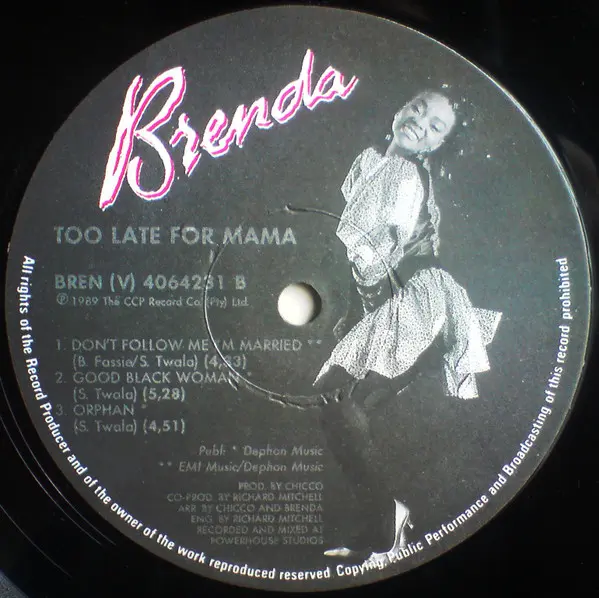 Brenda
TOO LATE FOR MAMA
BREN (V) 4064231 B
℗ 1989 The CCP Record Co. (Pty) Ltd.
1. DON'T FOLLOW ME I'M MARRIED **
(B. Fassie/S. Twala) (4,33)
2. GOOD BLACK WOMAN *
(S. Twala) (5,28)
3. ORPHAN *
(S. Twala) (4,51)
Publ: * Dephon Music
** EMI Music/Dephon Music
PROD. BY CHICCO
CO-PROD. BY RICHARD MITCHELL
ARR. BY CHICCO AND BRENDA
ENG. BY RICHARD MITCHELL
RECORDED AND MIXED AT
POWERHOUSE STUDIOS
All rights of the Record Producer and of the owner of the work reproduced reserved. Copying, Public Performance and Broadcasting of this record prohibited